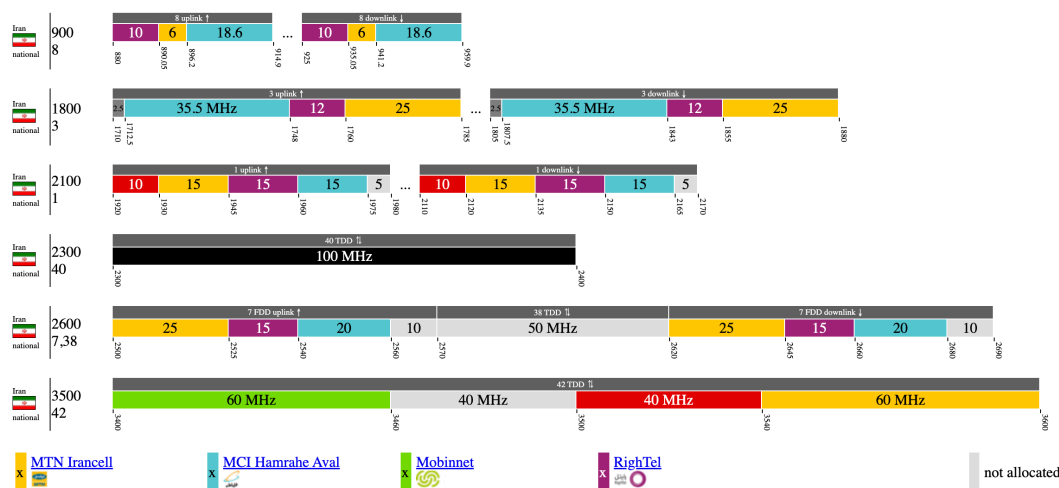 Iran
national
900
8
8 uplink ↑
10 6 18.6
880 890.05 896.2 914.9
...
8 downlink ↓
10 6 18.6
925 935.05 941.2 959.9
Iran
national
1800
3
3 uplink ↑
2.5 35.5 MHz 12 25
1710 1712.5 1748 1760 1785
...
3 downlink ↓
2.5 35.5 MHz 12 25
1805 1807.5 1843 1855 1880
Iran
national
2100
1
1 uplink ↑
10 15 15 15 5
1920 1930 1945 1960 1975 1980
...
1 downlink ↓
10 15 15 15 5
2110 2120 2135 2150 2165 2170
Iran
national
2300
40
40 TDD ⇅
100 MHz
2300 2400
Iran
national
2600
7,38
7 FDD uplink ↑ 38 TDD ⇅ 7 FDD downlink ↓
25 15 20 10 50 MHz 25 15 20 10
2500 2525 2540 2560 2570 2620 2645 2660 2680 2690
Iran
national
3500
42
42 TDD ⇅
60 MHz 40 MHz 40 MHz 60 MHz
3400 3460 3500 3540 3600
x MTN Irancell
x MCI Hamrahe Aval
x Mobinnet
x RighTel
not allocated